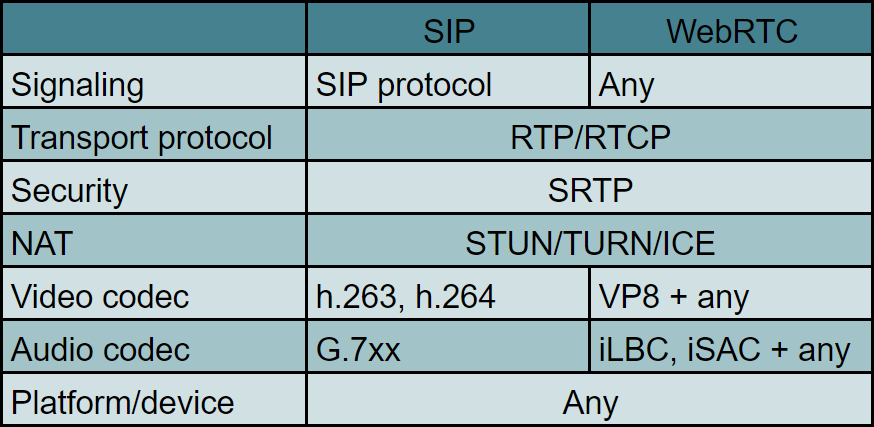 SIP WebRTC
Signaling SIP protocol Any
Transport protocol RTP/RTCP
Security SRTP
NAT STUN/TURN/ICE
Video codec h.263, h.264 VP8 + any
Audio codec G.7xx iLBC, iSAC + any
Platform/device Any